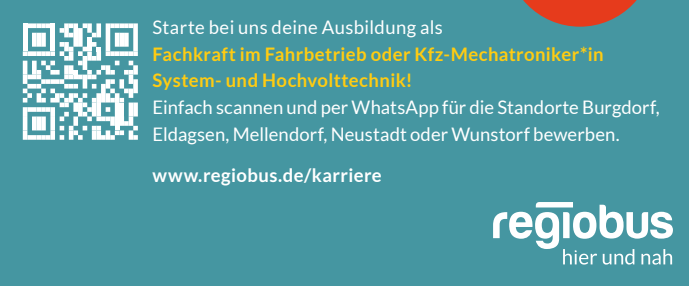 Starte bei uns deine Ausbildung als
Fachkraft im Fahrbetrieb oder Kfz-Mechatroniker*in
System- und Hochvolttechnik!
Einfach scannen und per WhatsApp für die Standorte Burgdorf,
Eldagsen, Mellendorf, Neustadt oder Wunstorf bewerben.
www.regiobus.de/karriere
regiobus
hier und nah